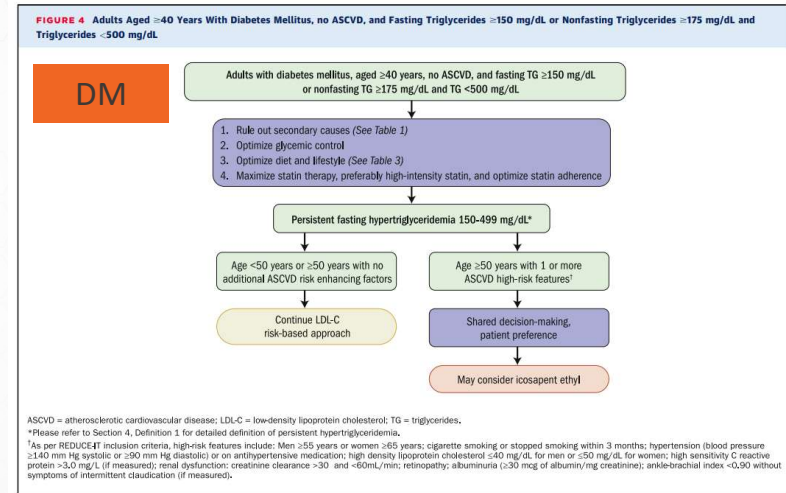 FIGURE 4 Adults Aged ≥40 Years With Diabetes Mellitus, no ASCVD, and Fasting Triglycerides ≥150 mg/dL or Nonfasting Triglycerides ≥175 mg/dL and
Triglycerides <500 mg/dL
DM
Adults with diabetes mellitus, aged ≥40 years, no ASCVD, and fasting TG ≥150 mg/dL
or nonfasting TG ≥175 mg/dL and TG <500 mg/dL
1. Rule out secondary causes (See Table 1)
2. Optimize glycemic control
3. Optimize diet and lifestyle (See Table 3)
4. Maximize statin therapy, preferably high-intensity statin, and optimize statin adherence
Persistent fasting hypertriglyceridemia 150-499 mg/dL*
Age <50 years or ≥50 years with no
additional ASCVD risk enhancing factors
Age ≥50 years with 1 or more
ASCVD high-risk features†
Continue LDL-C
risk-based approach
Shared decision-making,
patient preference
May consider icosapent ethyl
ASCVD = atherosclerotic cardiovascular disease; LDL-C = low-density lipoprotein cholesterol; TG = triglycerides.
*Please refer to Section 4, Definition 1 for detailed definition of persistent hypertriglyceridemia.
†As per REDUCE-IT inclusion criteria, high-risk features include: Men ≥55 years or women ≥65 years; cigarette smoking or stopped smoking within 3 months; hypertension (blood pressure
≥140 mm Hg systolic or ≥90 mm Hg diastolic) or on antihypertensive medication; high density lipoprotein cholesterol ≤40 mg/dL for men or ≤50 mg/dL for women; high sensitivity C reactive
protein >3.0 mg/L (if measured); renal dysfunction: creatinine clearance >30 and <60mL/min; retinopathy; albuminuria (≥30 mcg of albumin/mg creatinine); ankle-brachial index <0.90 without
symptoms of intermittent claudication (if measured).